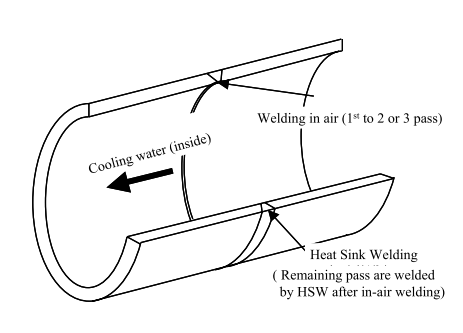 Welding in air (1st to 2 or 3 pass)
Cooling water (inside)
Heat Sink Welding
( Remaining pass are welded
by HSW after in-air welding)